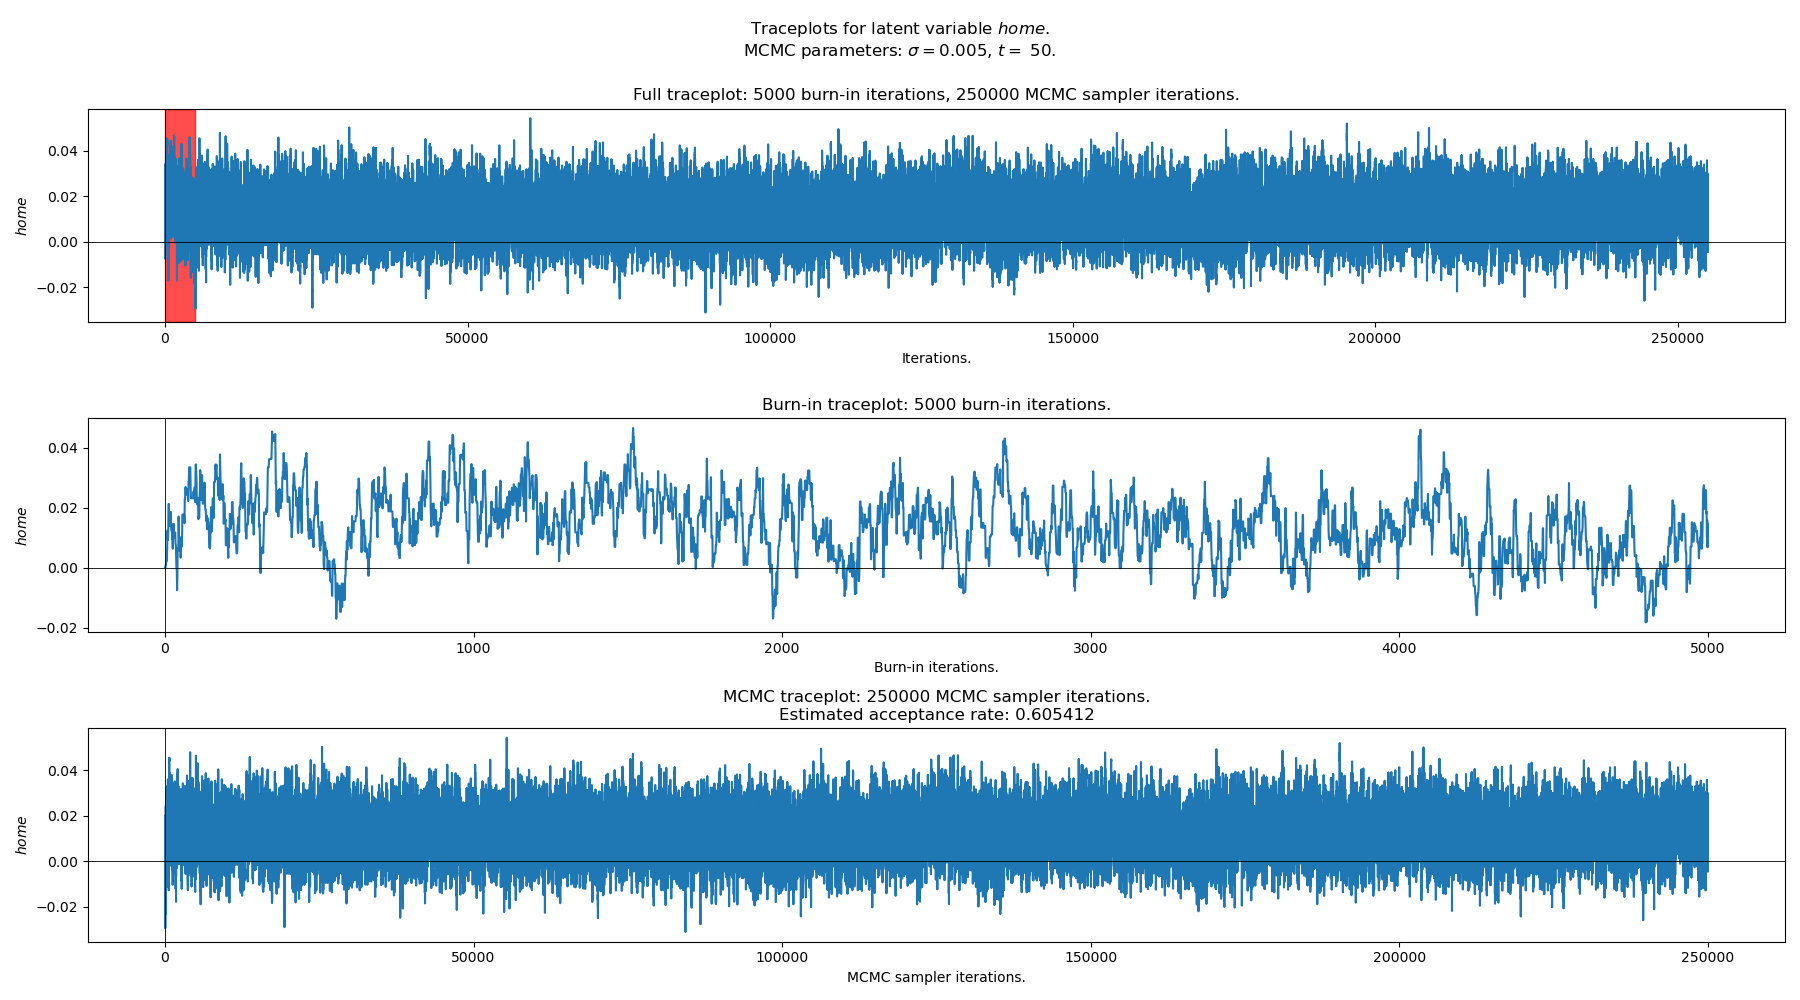 Traceplots for latent variable home.
MCMC parameters: σ = 0.005, t = 50.
Full traceplot: 5000 burn-in iterations, 250000 MCMC sampler iterations.
home
0.04
0.02
0.00
−0.02
0 50000 100000 150000 200000 250000
Iterations.
Burn-in traceplot: 5000 burn-in iterations.
home
0.04
0.02
0.00
−0.02
0 1000 2000 3000 4000 5000
Burn-in iterations.
MCMC traceplot: 250000 MCMC sampler iterations.
Estimated acceptance rate: 0.605412
home
0.04
0.02
0.00
−0.02
0 50000 100000 150000 200000 250000
MCMC sampler iterations.